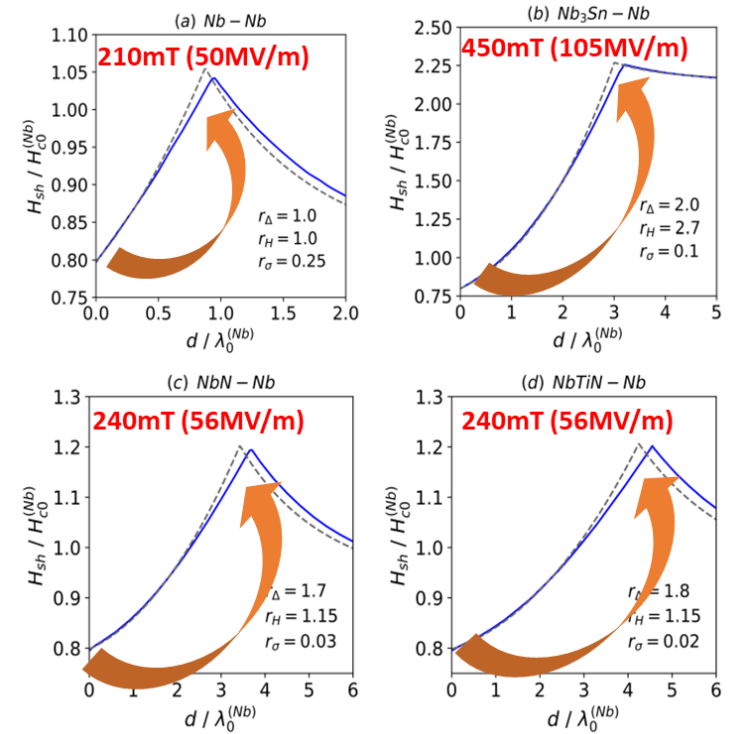 (a) Nb − Nb
210mT (50MV/m)
1.10
1.05
1.00
0.95
0.90
0.85
0.80
0.75
H_sh / H_c0^(Nb)
r_Δ = 1.0
r_H = 1.0
r_σ = 0.25
0.0 0.5 1.0 1.5 2.0
d / λ_0^(Nb)
(b) Nb₃Sn − Nb
450mT (105MV/m)
2.50
2.25
2.00
1.75
1.50
1.25
1.00
0.75
H_sh / H_c0^(Nb)
r_Δ = 2.0
r_H = 2.7
r_σ = 0.1
0 1 2 3 4 5
d / λ_0^(Nb)
(c) NbN − Nb
240mT (56MV/m)
1.3
1.2
1.1
1.0
0.9
0.8
H_sh / H_c0^(Nb)
r_Δ = 1.7
r_H = 1.15
r_σ = 0.03
0 1 2 3 4 5 6
d / λ_0^(Nb)
(d) NbTiN − Nb
240mT (56MV/m)
1.3
1.2
1.1
1.0
0.9
0.8
H_sh / H_c0^(Nb)
r_Δ = 1.8
r_H = 1.15
r_σ = 0.02
0 1 2 3 4 5 6
d / λ_0^(Nb)